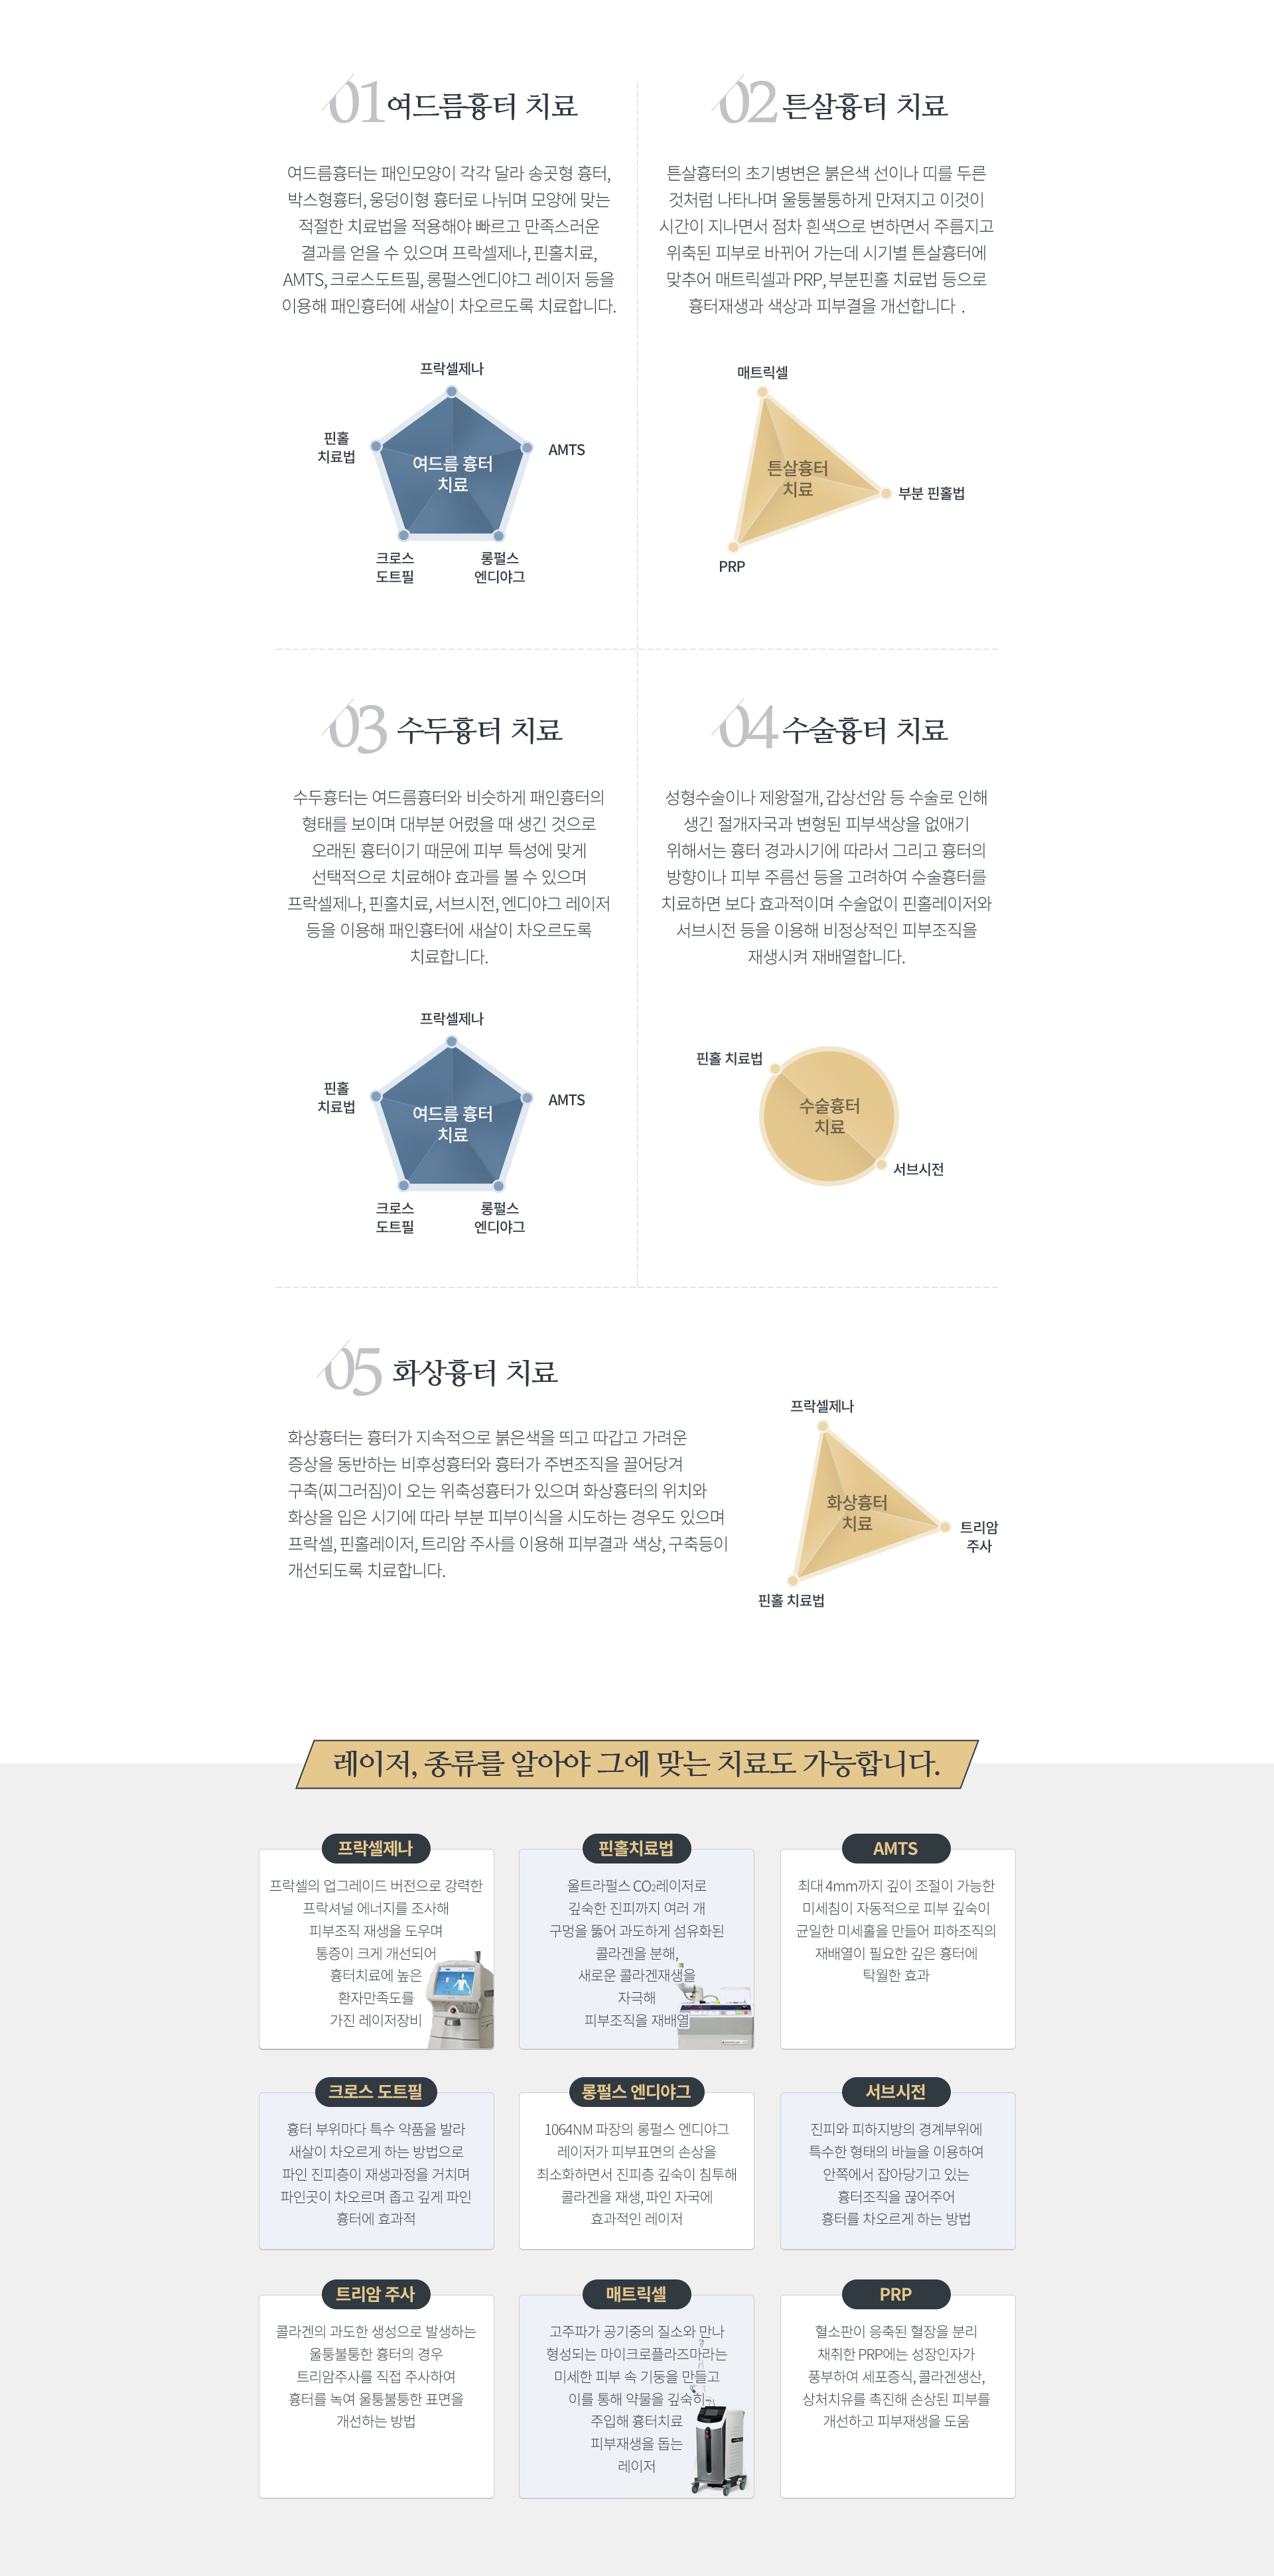 01 여드름흉터 치료
여드름흉터는 패인모양이 각각 달라 송곳형 흉터,
박스형흉터, 웅덩이형 흉터로 나뉘며 모양에 맞는
적절한 치료법을 적용해야 빠르고 만족스러운
결과를 얻을 수 있으며 프락셀제나, 핀홀치료,
AMTS, 크로스도트필, 롱펄스엔디야그 레이저 등을
이용해 패인흉터에 새살이 차오르도록 치료합니다.
프락셀제나
핀홀
치료법
AMTS
여드름 흉터
치료
크로스
도트필
롱펄스
엔디야그
02 튼살흉터 치료
튼살흉터의 초기병변은 붉은색 선이나 띠를 두른
것처럼 나타나며 울퉁불퉁하게 만져지고 이것이
시간이 지나면서 점차 흰색으로 변하면서 주름지고
위축된 피부로 바뀌어 가는데 시기별 튼살흉터에
맞추어 매트릭셀과 PRP, 부분핀홀 치료법 등으로
흉터재생과 색상과 피부결을 개선합니다 .
매트릭셀
튼살흉터
치료
부분 핀홀법
PRP
03 수두흉터 치료
수두흉터는 여드름흉터와 비슷하게 패인흉터의
형태를 보이며 대부분 어렸을 때 생긴 것으로
오래된 흉터이기 때문에 피부 특성에 맞게
선택적으로 치료해야 효과를 볼 수 있으며
프락셀제나, 핀홀치료, 서브시전, 엔디야그 레이저
등을 이용해 패인흉터에 새살이 차오르도록
치료합니다.
프락셀제나
핀홀
치료법
AMTS
여드름 흉터
치료
크로스
도트필
롱펄스
엔디야그
04 수술흉터 치료
성형수술이나 제왕절개, 갑상선암 등 수술로 인해
생긴 절개자국과 변형된 피부색상을 없애기
위해서는 흉터 경과시기에 따라서 그리고 흉터의
방향이나 피부 주름선 등을 고려하여 수술흉터를
치료하면 보다 효과적이며 수술없이 핀홀레이저와
서브시전 등을 이용해 비정상적인 피부조직을
재생시켜 재배열합니다.
핀홀 치료법
수술흉터
치료
서브시전
05 화상흉터 치료
화상흉터는 흉터가 지속적으로 붉은색을 띄고 따갑고 가려운
증상을 동반하는 비후성흉터와 흉터가 주변조직을 끌어당겨
구축(찌그러짐)이 오는 위축성흉터가 있으며 화상흉터의 위치와
화상을 입은 시기에 따라 부분 피부이식을 시도하는 경우도 있으며
프락셀, 핀홀레이저, 트리암 주사를 이용해 피부결과 색상, 구축등이
개선되도록 치료합니다.
프락셀제나
화상흉터
치료
트리암
주사
핀홀 치료법
레이저, 종류를 알아야 그에 맞는 치료도 가능합니다.
프락셀제나
프락셀의 업그레이드 버전으로 강력한
프락셔널 에너지를 조사해
피부조직 재생을 도우며
통증이 크게 개선되어
흉터치료에 높은
환자만족도를
가진 레이저장비
핀홀치료법
울트라펄스 CO₂레이저로
깊숙한 진피까지 여러 개
구멍을 뚫어 과도하게 섬유화된
콜라겐을 분해,
새로운 콜라겐재생을
자극해
피부조직을 재배열
AMTS
최대 4mm까지 깊이 조절이 가능한
미세침이 자동적으로 피부 깊숙이
균일한 미세홀을 만들어 피하조직의
재배열이 필요한 깊은 흉터에
탁월한 효과
크로스 도트필
흉터 부위마다 특수 약품을 발라
새살이 차오르게 하는 방법으로
파인 진피층이 재생과정을 거치며
파인곳이 차오르며 좁고 깊게 파인
흉터에 효과적
롱펄스 엔디야그
1064NM 파장의 롱펄스 엔디야그
레이저가 피부표면의 손상을
최소화하면서 진피층 깊숙이 침투해
콜라겐을 재생, 파인 자국에
효과적인 레이저
서브시전
진피와 피하지방의 경계부위에
특수한 형태의 바늘을 이용하여
안쪽에서 잡아당기고 있는
흉터조직을 끊어주어
흉터를 차오르게 하는 방법
트리암 주사
콜라겐의 과도한 생성으로 발생하는
울퉁불퉁한 흉터의 경우
트리암주사를 직접 주사하여
흉터를 녹여 울퉁불퉁한 표면을
개선하는 방법
매트릭셀
고주파가 공기중의 질소와 만나
형성되는 마이크로플라즈마라는
미세한 피부 속 기둥을 만들고
이를 통해 약물을 깊숙히
주입해 흉터치료
피부재생을 돕는
레이저
PRP
혈소판이 응축된 혈장을 분리
채취한 PRP에는 성장인자가
풍부하여 세포증식, 콜라겐생산,
상처치유를 촉진해 손상된 피부를
개선하고 피부재생을 도움